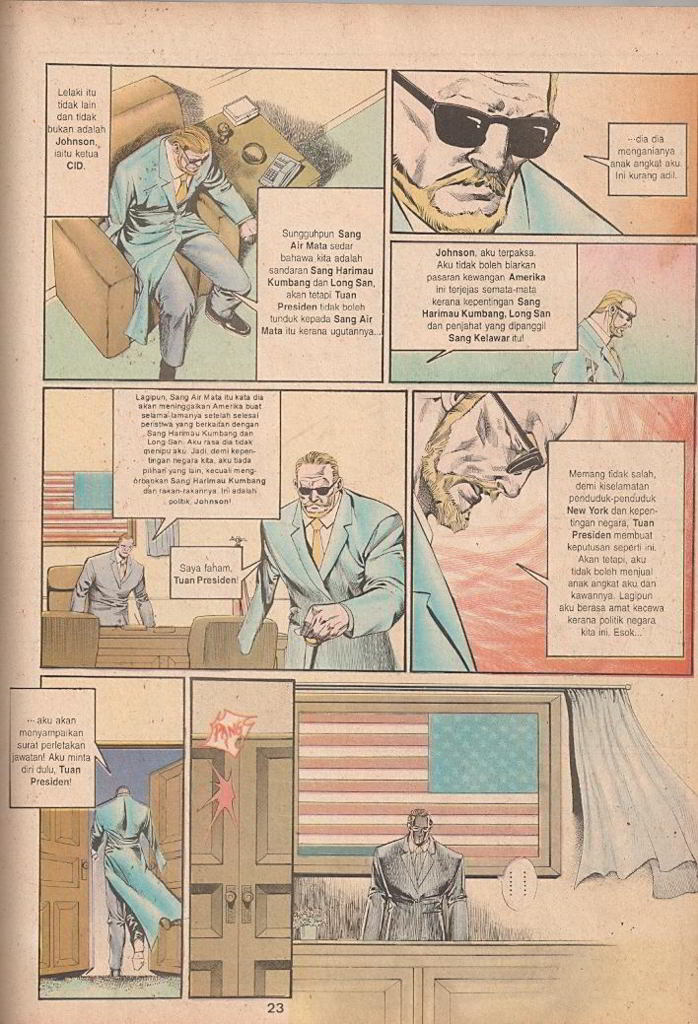 Lelaki itu
tidak lain
dan tidak
bukan adalah
Johnson,
iaitu ketua
CID.
Sungguhpun Sang
Air Mata sedar
bahawa kita adalah
sandaran Sang Harimau
Kumbang dan Long San,
akan tetapi Tuan
Presiden tidak boleh
tunduk kepada Sang Air
Mata itu kerana ugutannya...
...dia dia
menganianya
anak angkat aku.
Ini kurang adil.
Johnson, aku terpaksa.
Aku tidak boleh biarkan
pasaran kewangan Amerika
ini terjejas semata-mata
kerana kepentingan Sang
Harimau Kumbang, Long San
dan penjahat yang dipanggil
Sang Kelawar itu!
Lagipun, Sang Air Mata itu kata dia
akan meninggalkan Amerika buat
selama-lamanya setelah selesai
peristiwa yang berkaitan dengan
Sang Harimau Kumbang dan
Long San. Aku rasa dia tidak
menipu aku. Jadi, demi kepen-
tingan negara kita, aku tiada
pilihan yang lain, kecuali meng-
orbankan Sang Harimau Kumbang
dan rakan-rakannya. Ini adalah
politik, Johnson!
Saya faham,
Tuan Presiden!
Memang tidak salah,
demi keselamatan
penduduk-penduduk
New York dan kepen-
tingan negara, Tuan
Presiden membuat
keputusan seperti ini.
Akan tetapi, aku
tidak boleh menjual
anak angkat aku dan
kawannya. Lagipun
aku berasa amat kecewa
kerana politik negara
kita ini. Esok...
...aku akan
menyampaikan
surat perletakan
jawatan! Aku minta
diri dulu, Tuan
Presiden!
PANG
......
23